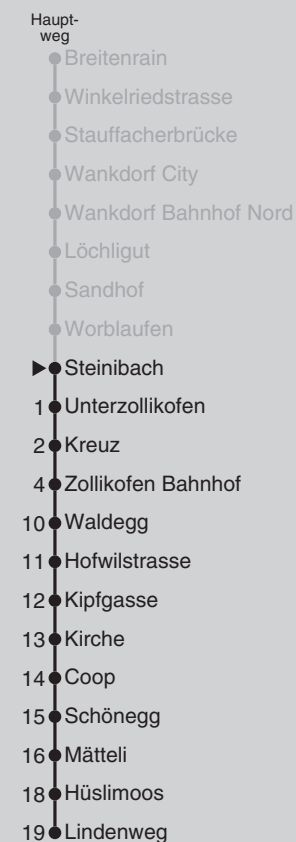 Haupt-
weg
Breitenrain
Winkelriedstrasse
Stauffacherbrücke
Wankdorf City
Wankdorf Bahnhof Nord
Löchligut
Sandhof
Worblaufen
Steinibach
1 Unterzollikofen
2 Kreuz
4 Zollikofen Bahnhof
10 Waldegg
11 Hofwilstrasse
12 Kipfgasse
13 Kirche
14 Coop
15 Schönegg
16 Mätteli
18 Hüslimoos
19 Lindenweg